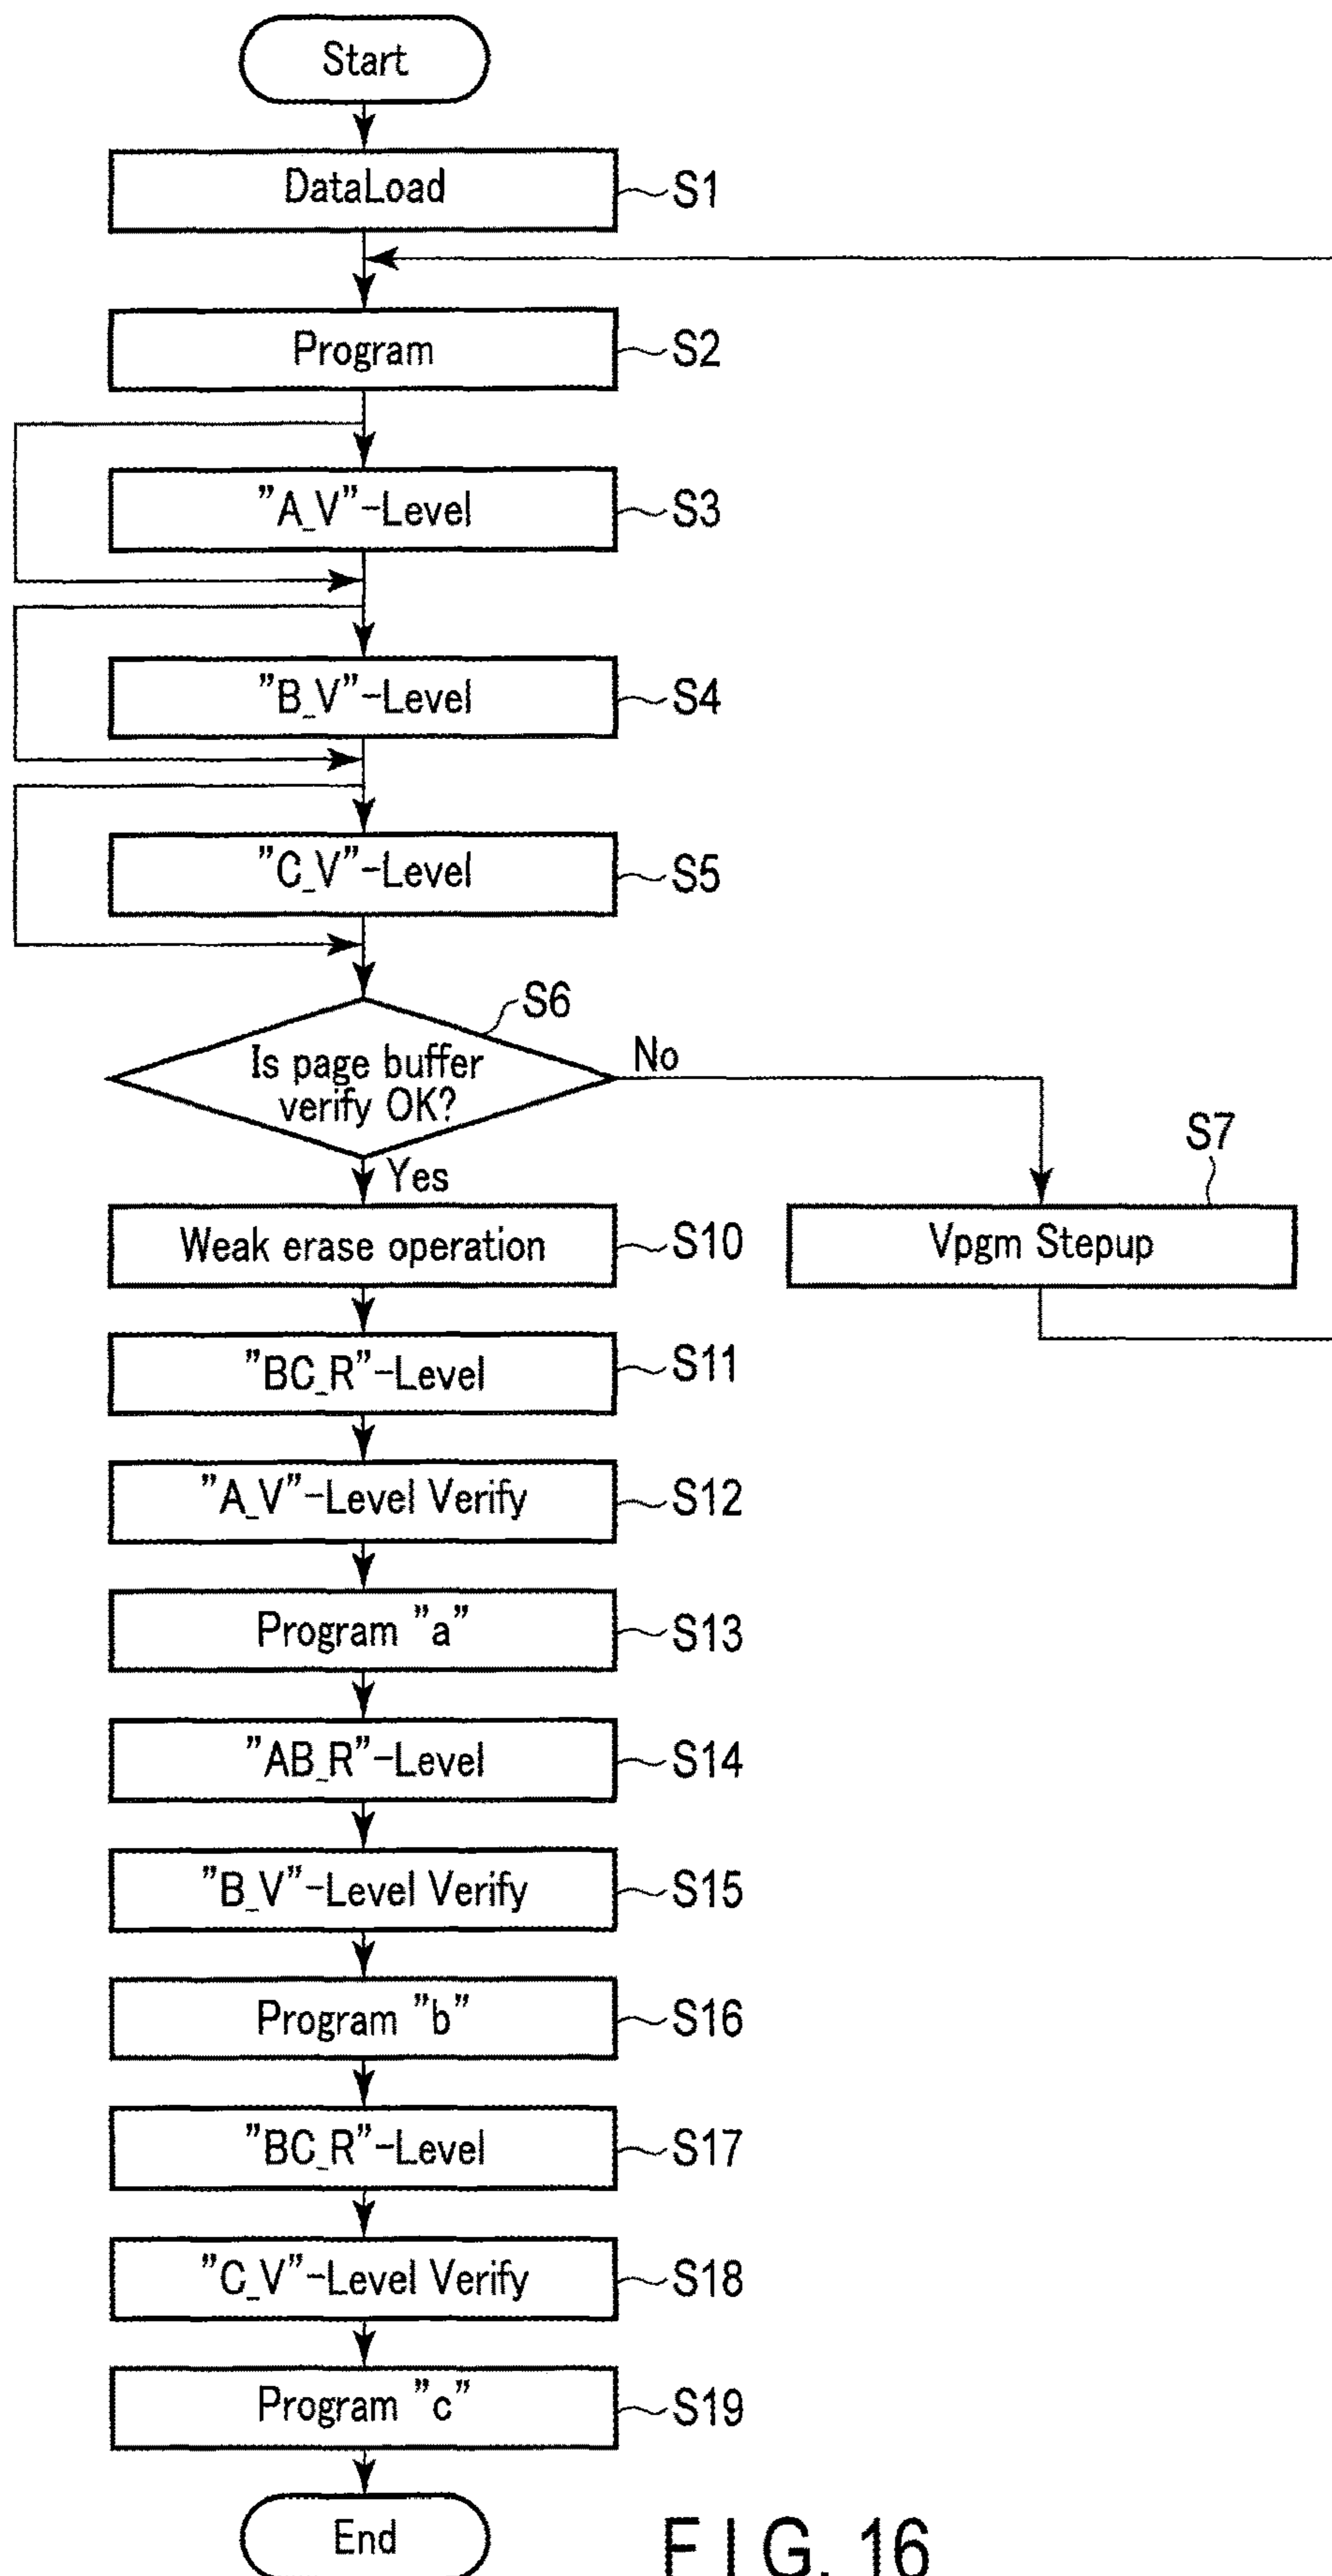 Start
DataLoad
S1
Program
S2
"A_V"-Level
S3
"B_V"-Level
S4
"C_V"-Level
S5
S6
Is page buffer
verify OK?
No
Yes
S7
Weak erase operation
S10
Vpgm Stepup
"BC_R"-Level
S11
"A_V"-Level Verify
S12
Program "a"
S13
"AB_R"-Level
S14
"B_V"-Level Verify
S15
Program "b"
S16
"BC_R"-Level
S17
"C_V"-Level Verify
S18
Program "c"
S19
End
FIG. 16